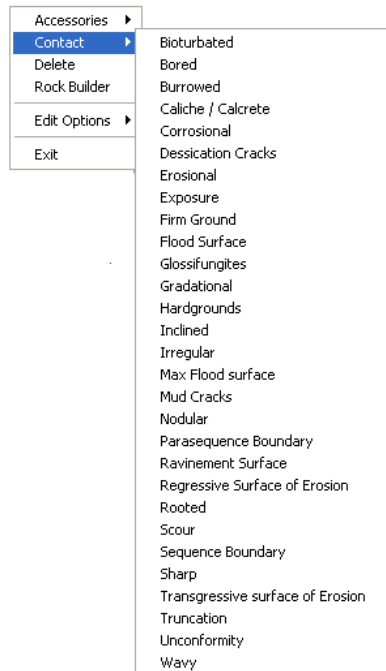 Accessories
Contact
Delete
Rock Builder
Edit Options
Exit
Bioturbated
Bored
Burrowed
Caliche / Calcrete
Corrosional
Dessication Cracks
Erosional
Exposure
Firm Ground
Flood Surface
Glossifungites
Gradational
Hardgrounds
Inclined
Irregular
Max Flood surface
Mud Cracks
Nodular
Parasequence Boundary
Ravinement Surface
Regressive Surface of Erosion
Rooted
Scour
Sequence Boundary
Sharp
Transgressive surface of Erosion
Truncation
Unconformity
Wavy